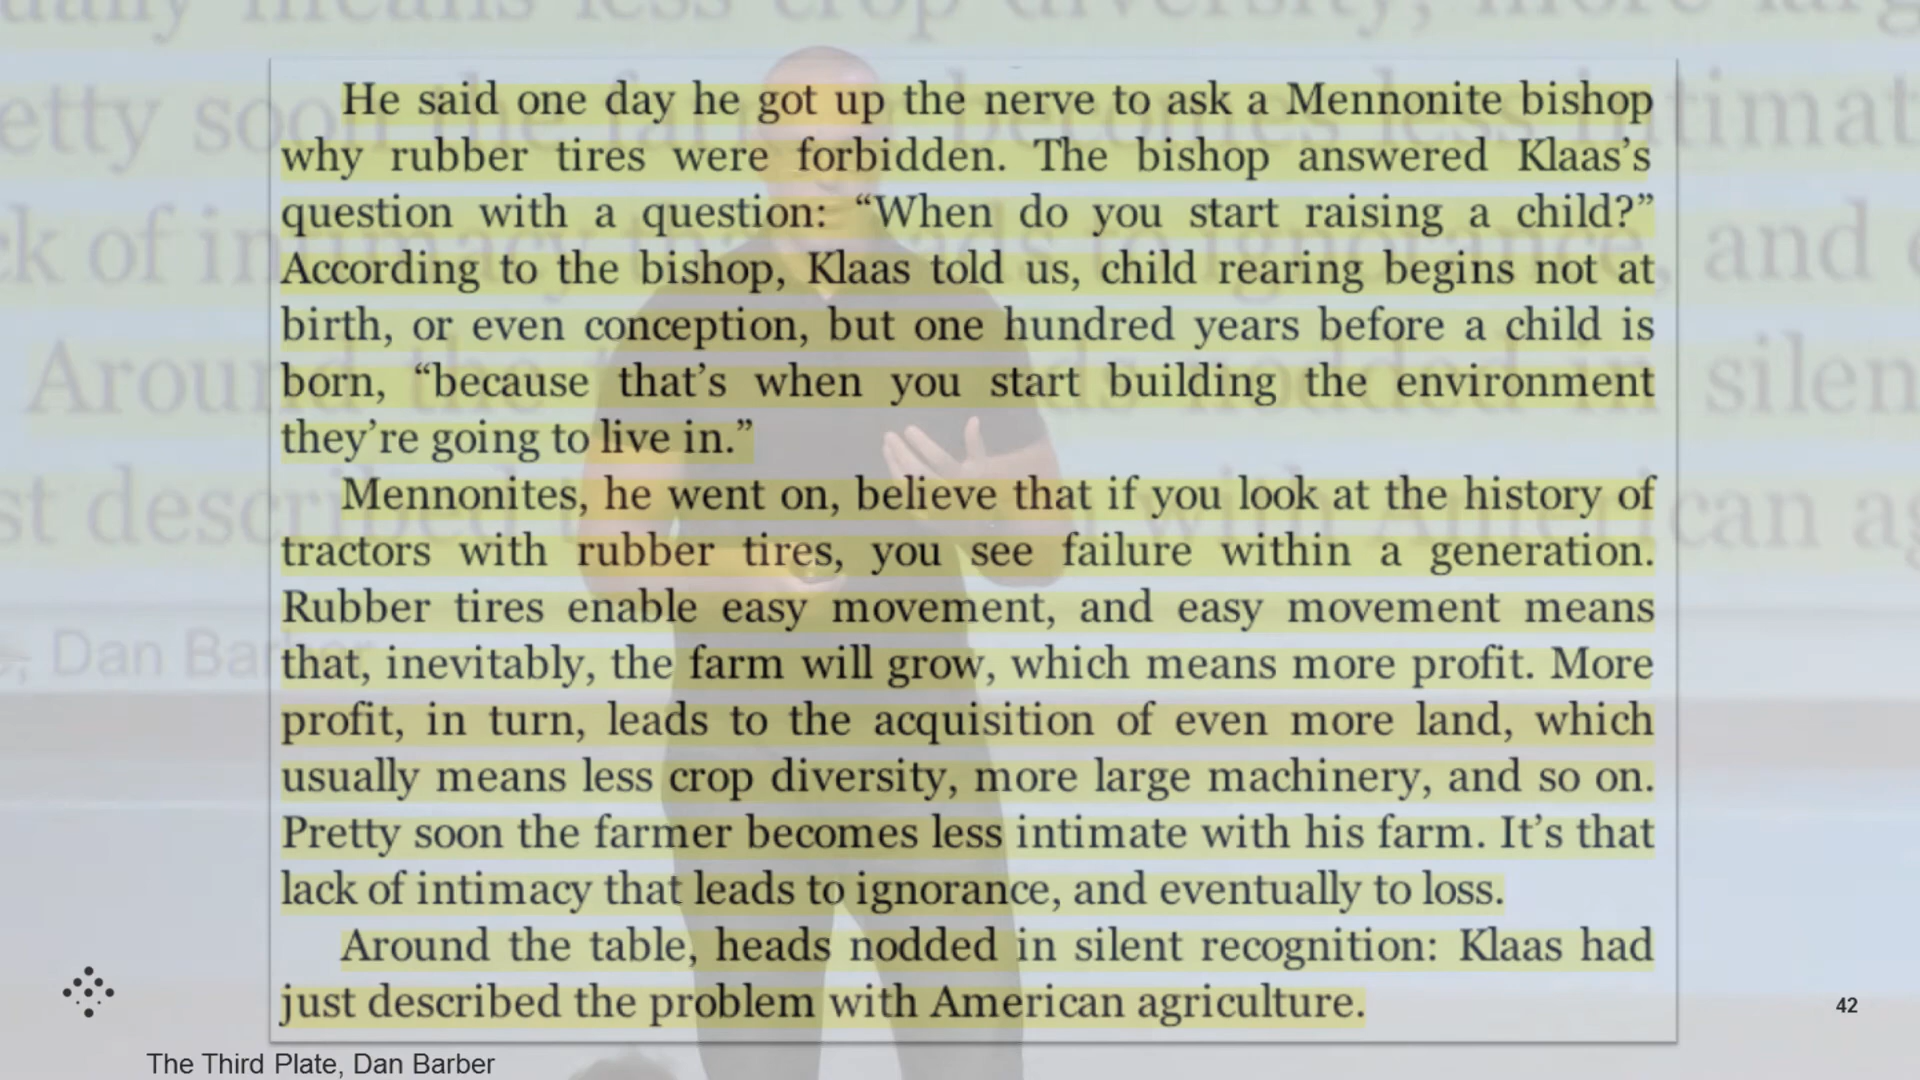 He said one day he got up the nerve to ask a Mennonite bishop
why rubber tires were forbidden. The bishop answered Klaas's
question with a question: “When do you start raising a child?”
According to the bishop, Klaas told us, child rearing begins not at
birth, or even conception, but one hundred years before a child is
born, “because that’s when you start building the environment
they’re going to live in.”
Mennonites, he went on, believe that if you look at the history of
tractors with rubber tires, you see failure within a generation.
Rubber tires enable easy movement, and easy movement means
that, inevitably, the farm will grow, which means more profit. More
profit, in turn, leads to the acquisition of even more land, which
usually means less crop diversity, more large machinery, and so on.
Pretty soon the farmer becomes less intimate with his farm. It’s that
lack of intimacy that leads to ignorance, and eventually to loss.
Around the table, heads nodded in silent recognition: Klaas had
just described the problem with American agriculture.
42
The Third Plate, Dan Barber